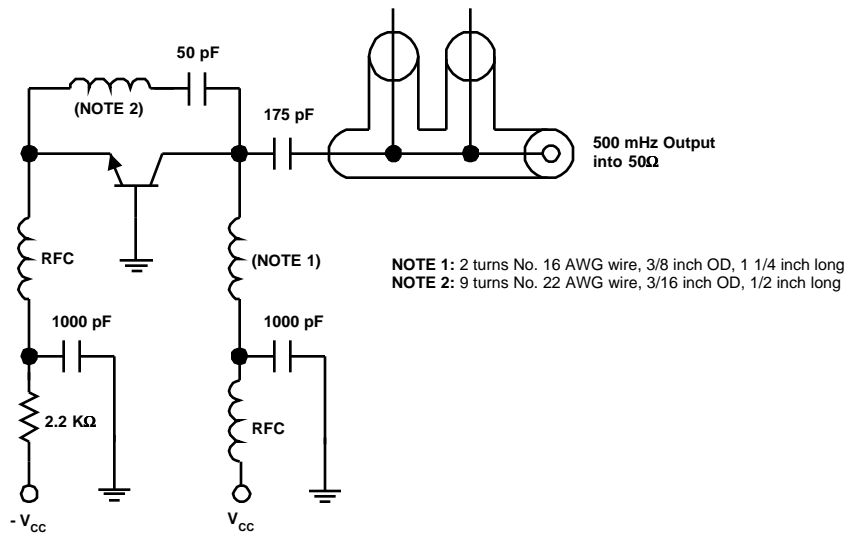 50 pF
(NOTE 2)
175 pF
500 mHz Output
into 50Ω
RFC
(NOTE 1)
NOTE 1: 2 turns No. 16 AWG wire, 3/8 inch OD, 1 1/4 inch long
NOTE 2: 9 turns No. 22 AWG wire, 3/16 inch OD, 1/2 inch long
1000 pF
1000 pF
2.2 KΩ
RFC
- VCC
VCC